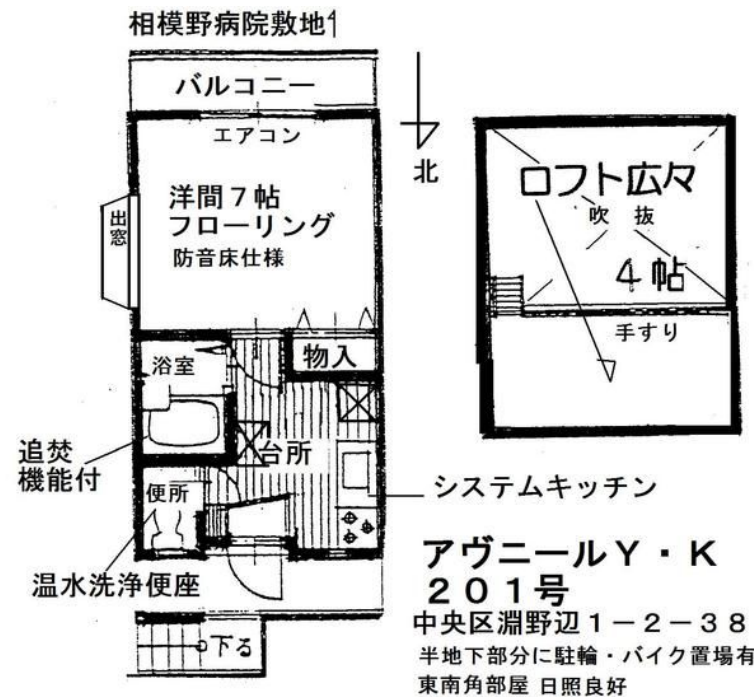 相模野病院敷地
バルコニー
エアコン
北
洋間7帖
フローリング
防音床仕様
出窓
ロフト広々
吹 抜
4帖
手すり
浴室
物入
追焚
機能付
台所
便所
システムキッチン
温水洗浄便座
下る
アヴニールY・K
201号
中央区淵野辺1-2-38
半地下部分に駐輪・バイク置場有
東南角部屋 日照良好